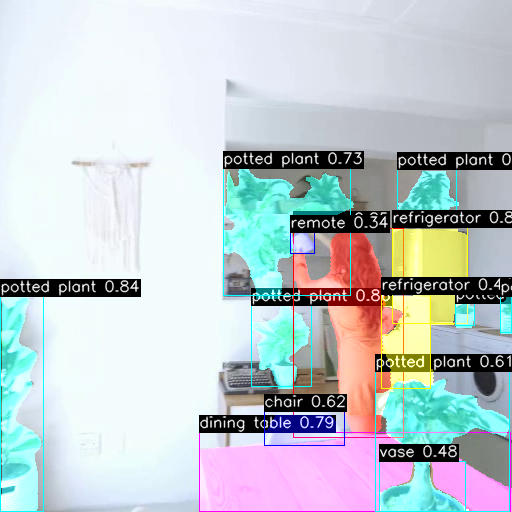 potted plant 0.73
potted plant 0
remote 0.34
refrigerator 0.8
potted plant 0.84
refrigerator 0.4
potted plant 0.8
potted plant 0.61
chair 0.62
dining table 0.79
vase 0.48